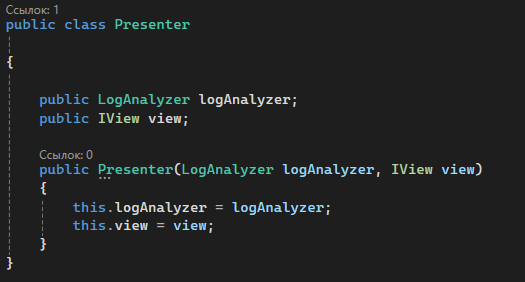 Ссылок: 1
public class Presenter
{
public LogAnalyzer logAnalyzer;
public IView view;
Ссылок: 0
public Presenter(LogAnalyzer logAnalyzer, IView view)
{
this.logAnalyzer = logAnalyzer;
this.view = view;
}
}